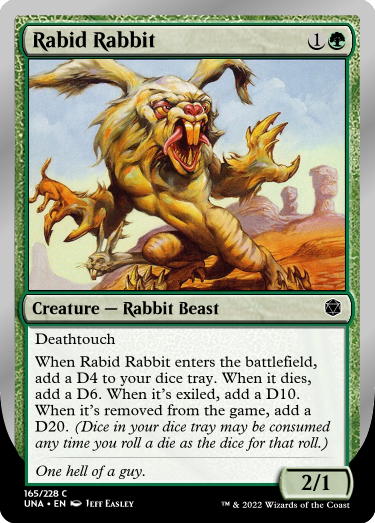 Rabid Rabbit 1
Creature — Rabbit Beast
Deathtouch
When Rabid Rabbit enters the battlefield,
add a D4 to your dice tray. When it dies,
add a D6. When it's exiled, add a D10.
When it's removed from the game, add a
D20. (Dice in your dice tray may be consumed
any time you roll a die as the dice for that roll.)
One hell of a guy.
2/1
165/228 C
UNA • EN Jeff Easley
™ & © 2022 Wizards of the Coast